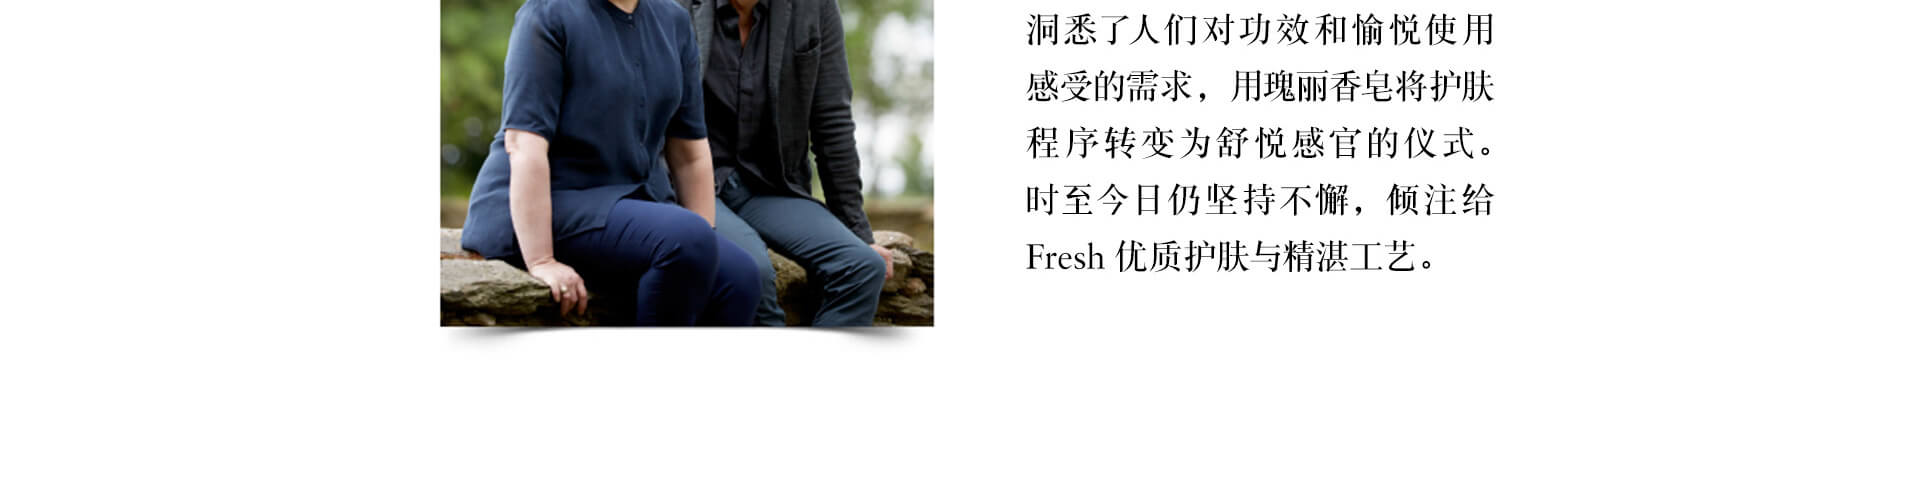 洞悉了人们对功效和愉悦使用
感受的需求，用瑰丽香皂将护肤
程序转变为舒悦感官的仪式。
时至今日仍坚持不懈，倾注给
Fresh 优质护肤与精湛工艺。